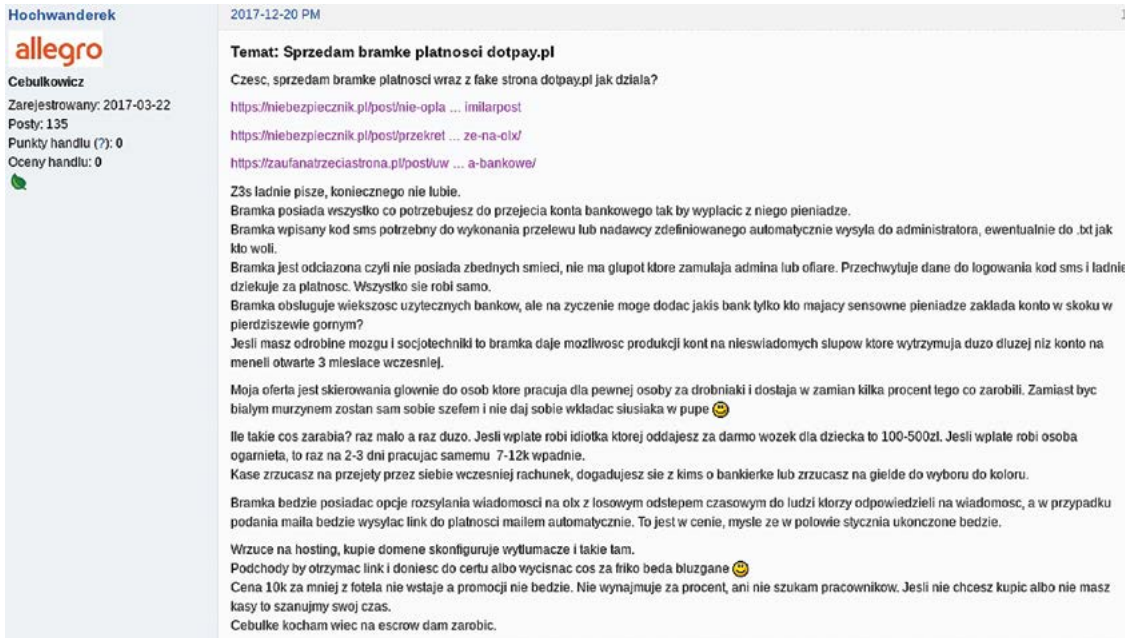 Hochwanderek
2017-12-20 PM
1
allegro
Temat: Sprzedam bramke platnosci dotpay.pl
Cebulkowicz
Czesc, sprzedam bramke platnosci wraz z fake strona dotpay.pl jak dziala?
Zarejestrowany: 2017-03-22
Posty: 135
Punkty handlu (?): 0
Oceny handlu: 0
https://niebezpiecznik.pl/post/nie-opla ... imilarpost
https://niebezpiecznik.pl/post/przekret ... ze-na-olx/
https://zaufanatrzeciastrona.pl/post/uw ... a-bankowe/
Z3s ladnie pisze, koniecznego nie lubie.
Bramka posiada wszystko co potrzebujesz do przejecia konta bankowego tak by wyplacic z niego pieniadze.
Bramka wpisany kod sms potrzebny do wykonania przelewu lub nadawcy zdefiniowanego automatycznie wysyla do administratora, ewentualnie do .txt jak
kto woli.
Bramka jest odciazona czyli nie posiada zbednych smieci, nie ma glupot ktore zamulaja admina lub ofiare. Przechwytuje dane do logowania kod sms i ladnie
dziekuje za platnosc. Wszystko sie robi samo.
Bramka obsluguje wiekszosc uzytecznych bankow, ale na zyczenie moge dodac jakis bank tylko kto majacy sensowne pieniadze zaklada konto w skoku w
pierdziszewie gornym?
Jesli masz odrobine mozgu i socjotechniki to bramka daje mozliwosc produkcji kont na nieswiadomych slupow ktore wytrzymuja duzo dluzej niz konto na
meneli otwarte 3 miesiace wczesniej.
Moja oferta jest skierowania glownie do osob ktore pracuja dla pewnej osoby za drobniaki i dostaja w zamian kilka procent tego co zarobili. Zamiast byc
bialym murzynem zostan sam sobie szefem i nie daj sobie wkladac siusiaka w pupe
Ile takie cos zarabia? raz malo a raz duzo. Jesli wplate robi idiotka ktorej oddajesz za darmo wozek dla dziecka to 100-500zl. Jesli wplate robi osoba
ogarnieta, to raz na 2-3 dni pracujac samemu 7-12k wpadnie.
Kase zrzucasz na przejety przez siebie wczesniej rachunek, dogadujesz sie z kims o bankierke lub zrzucasz na gielde do wyboru do koloru.
Bramka bedzie posiadac opcje rozsylania wiadomosci na olx z losowym odstepem czasowym do ludzi ktorzy odpowiedzieli na wiadomosc, a w przypadku
podania maila bedzie wysylac link do platnosci mailem automatycznie. To jest w cenie, mysle ze w polowie stycznia ukonczone bedzie.
Wrzuce na hosting, kupie domene skonfiguruje wytlumacze i takie tam.
Podchody by otrzymac link i doniesc do certu albo wycisnac cos za friko beda bluzgane
Cena 10k za mniej z fotela nie wstaje a promocji nie bedzie. Nie wynajmuje za procent, ani nie szukam pracownikow. Jesli nie chcesz kupic albo nie masz
kasy to szanujmy swoj czas.
Cebulke kocham wiec na escrow dam zarobic.